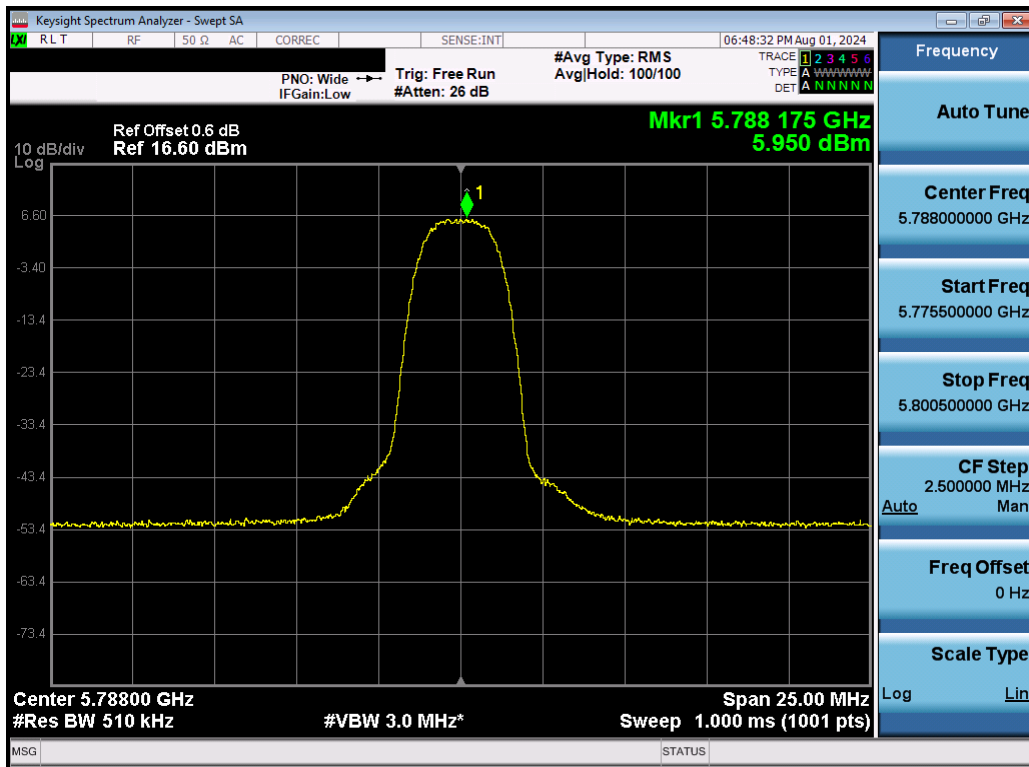 Keysight Spectrum Analyzer - Swept SA
LXI RLT RF 50 Ω AC CORREC SENSE:INT 06:48:32 PM Aug 01, 2024
PNO: Wide
IFGain:Low
Trig: Free Run
#Atten: 26 dB
#Avg Type: RMS
Avg|Hold: 100/100
TRACE 1 2 3 4 5 6
TYPE A WWWWW
DET A N N N N N
Mkr1 5.788 175 GHz
5.950 dBm
Ref Offset 0.6 dB
10 dB/div Ref 16.60 dBm
Log
1
6.60
-3.40
-13.4
-23.4
-33.4
-43.4
-53.4
-63.4
-73.4
Center 5.78800 GHz Span 25.00 MHz
#Res BW 510 kHz #VBW 3.0 MHz* Sweep 1.000 ms (1001 pts)
MSG STATUS
Frequency
Auto Tune
Center Freq
5.788000000 GHz
Start Freq
5.775500000 GHz
Stop Freq
5.800500000 GHz
CF Step
2.500000 MHz
Auto Man
Freq Offset
0 Hz
Scale Type
Log Lin